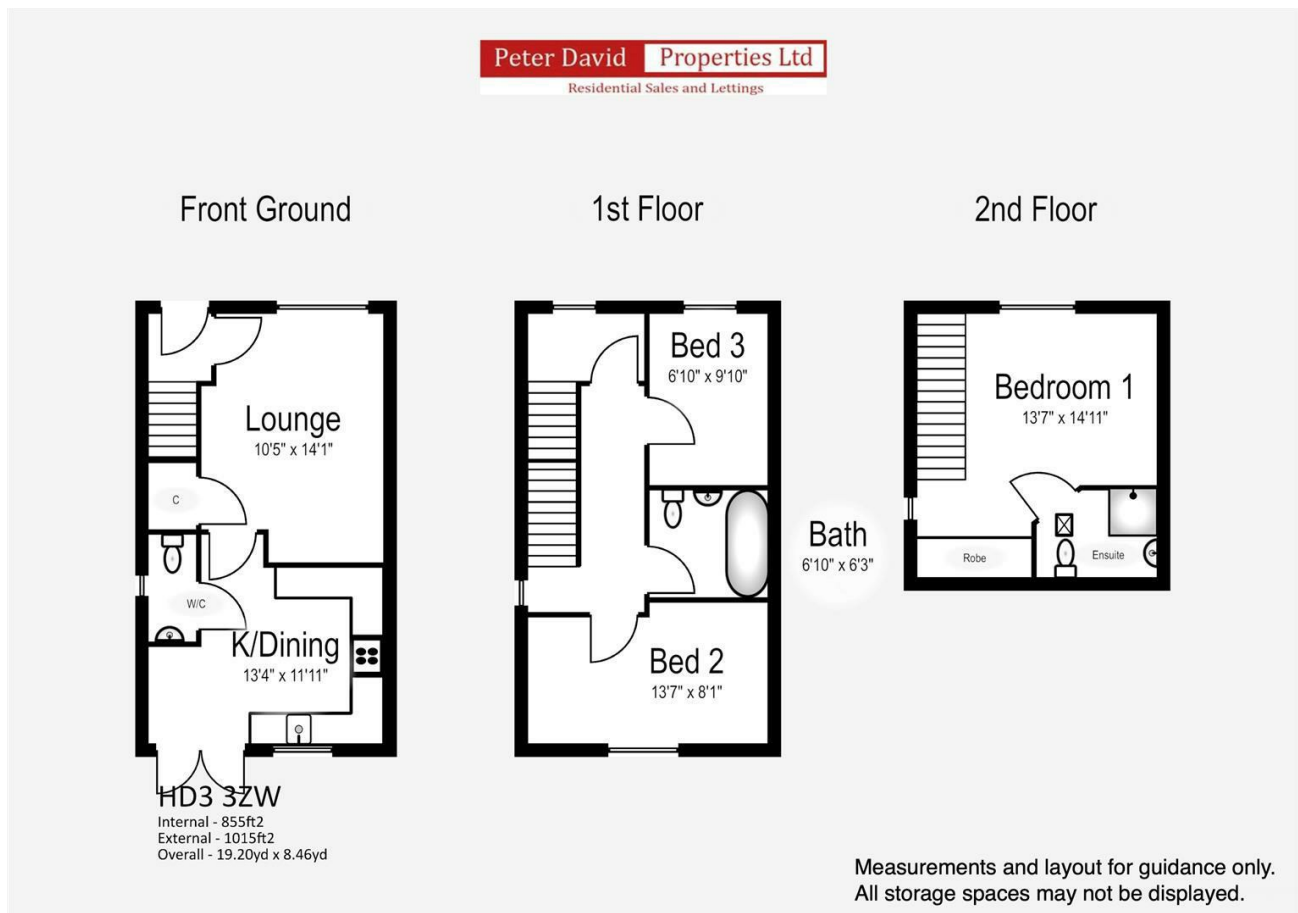 Peter David Properties Ltd
Residential Sales and Lettings
Front Ground
1st Floor
2nd Floor
Lounge
10'5" x 14'1"
C
W/C
K/Dining
13'4" x 11'11"
HD3 3ZW
Internal - 855ft2
External - 1015ft2
Overall - 19.20yd x 8.46yd
Bed 3
6'10" x 9'10"
Bath
6'10" x 6'3"
Bed 2
13'7" x 8'1"
Bedroom 1
13'7" x 14'11"
Robe
Ensuite
Measurements and layout for guidance only.
All storage spaces may not be displayed.